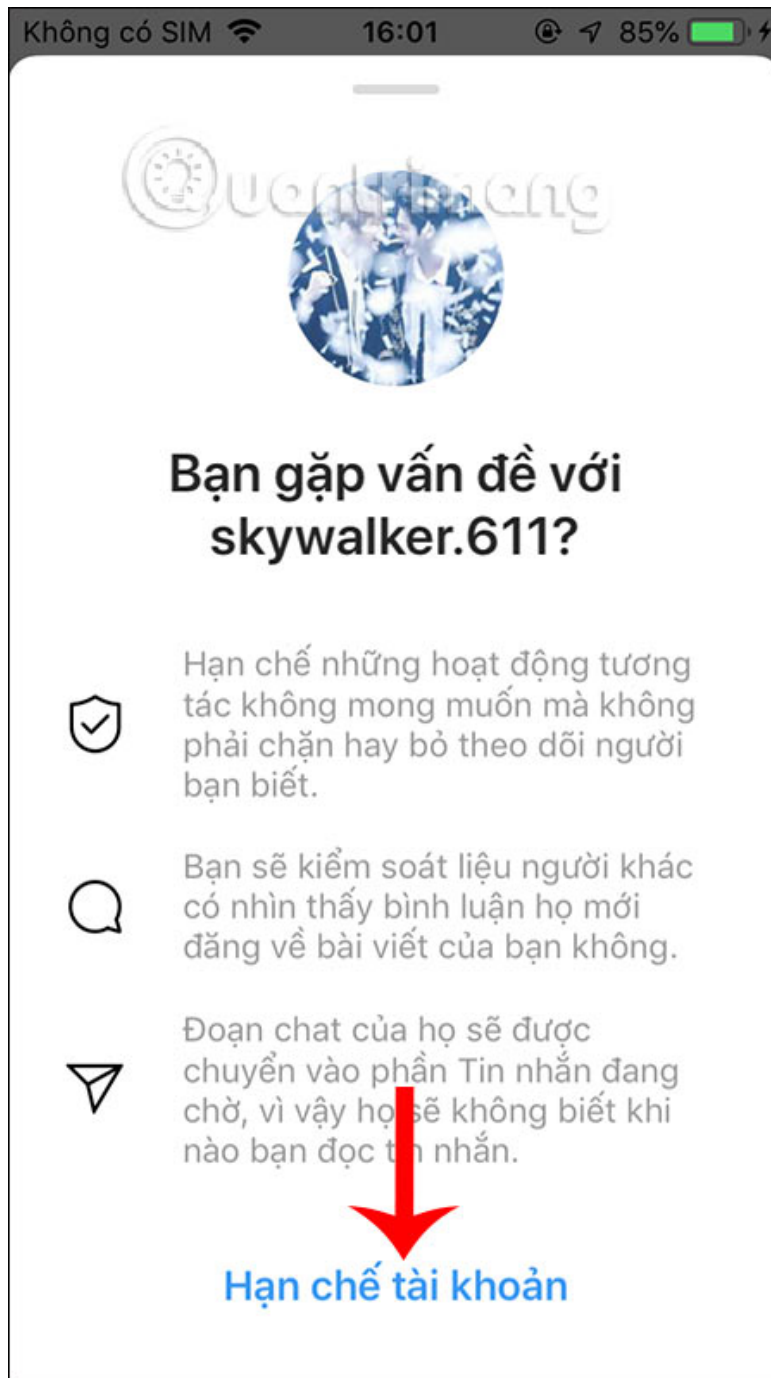 Không có SIM 16:01 85%
Quantrimang
Bạn gặp vấn đề với
skywalker.611?
Hạn chế những hoạt động tương
tác không mong muốn mà không
phải chặn hay bỏ theo dõi người
bạn biết.
Bạn sẽ kiểm soát liệu người khác
có nhìn thấy bình luận họ mới
đăng về bài viết của bạn không.
Đoạn chat của họ sẽ được
chuyển vào phần Tin nhắn đang
chờ, vì vậy họ sẽ không biết khi
nào bạn đọc tin nhắn.
Hạn chế tài khoản